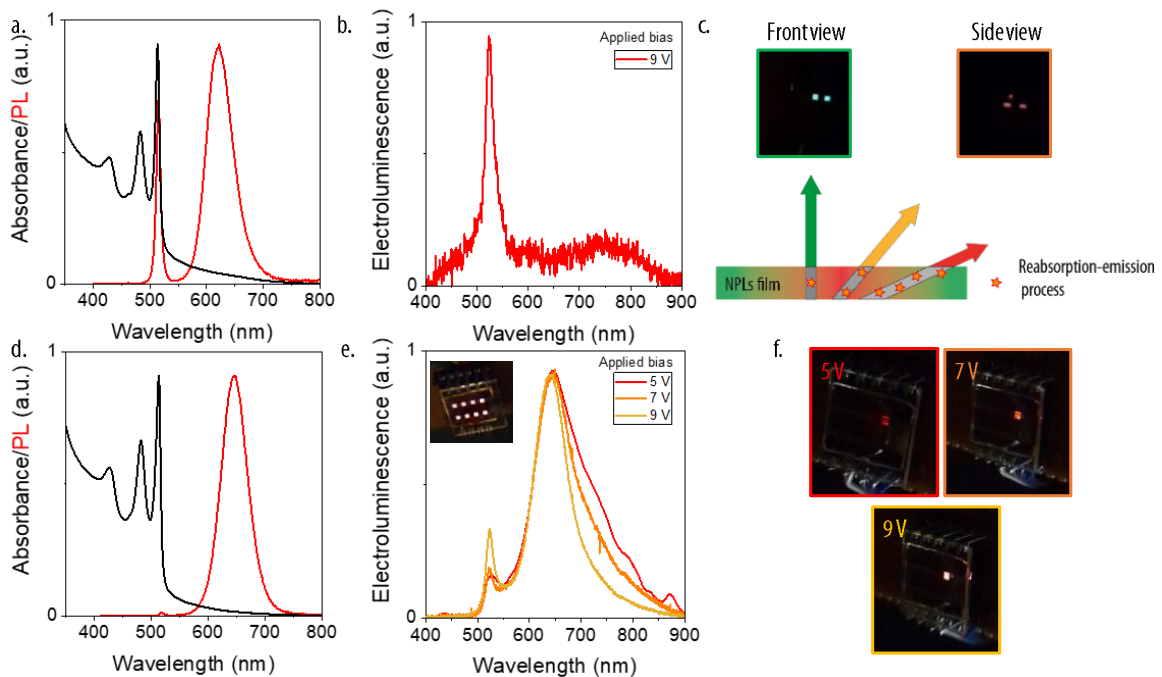 a.
1
Absorbance/PL (a.u.)
0
400 500 600 700 800
Wavelength (nm)
b.
1
Electroluminescence (a.u.)
0
Applied bias
9 V
400 500 600 700 800 900
Wavelength (nm)
c.
Front view
Side view
NPLs film
Reabsorption-emission
process
d.
1
Absorbance/PL (a.u.)
0
400 500 600 700 800
Wavelength (nm)
e.
1
Electroluminescence (a.u.)
0
Applied bias
5 V
7 V
9 V
400 500 600 700 800 900
Wavelength (nm)
f.
5 V
7 V
9 V